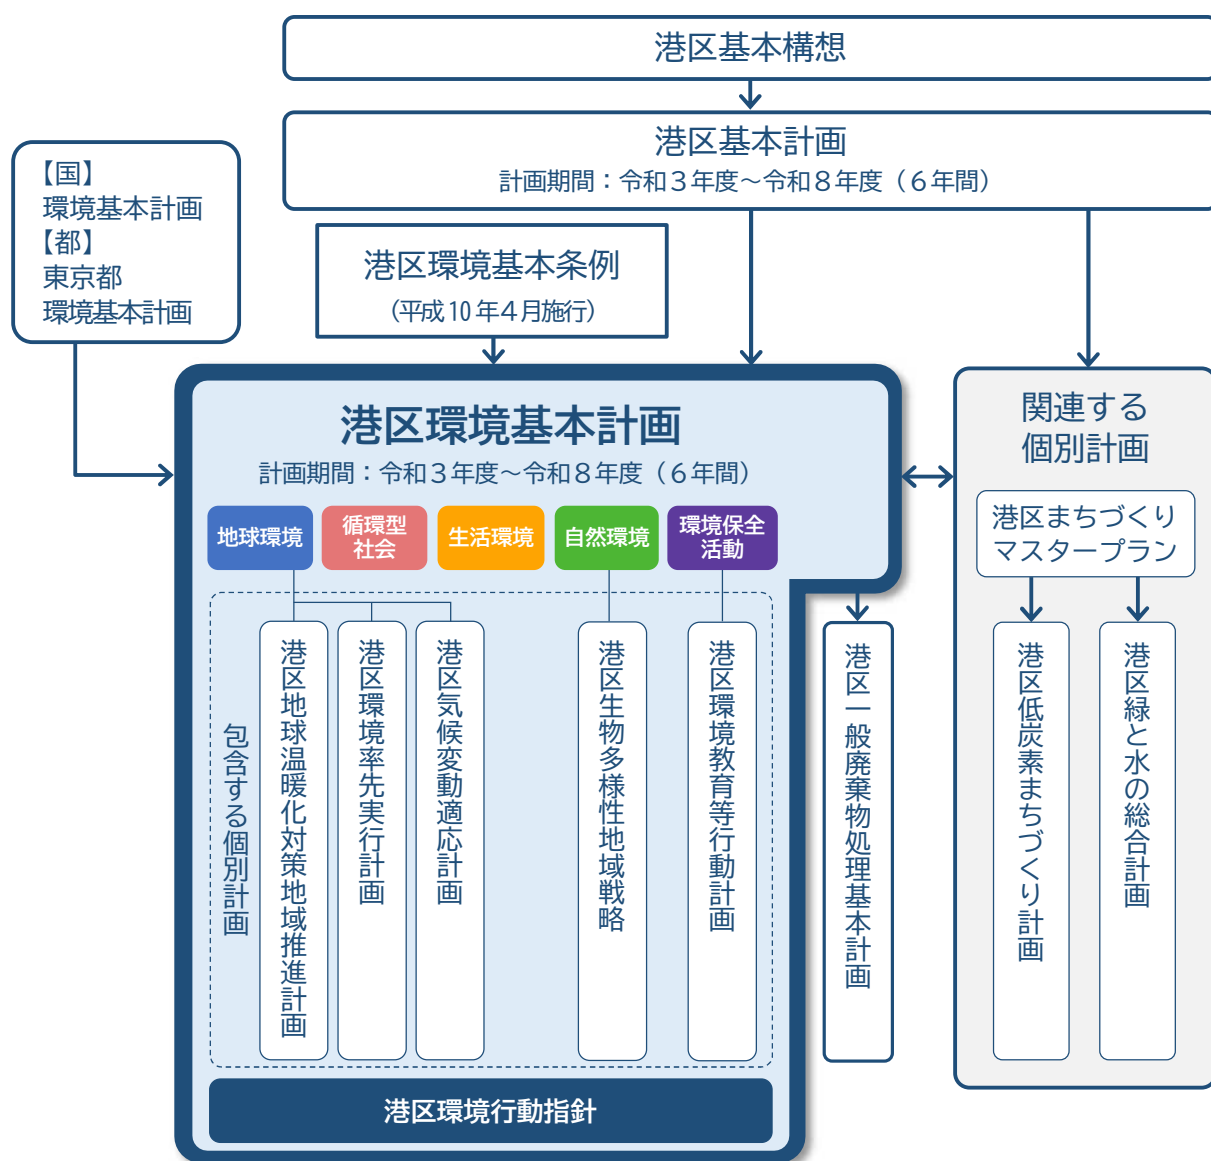 港区基本構想
港区基本計画
計画期間：令和３年度～令和８年度（６年間）
【国】
環境基本計画
【都】
東京都
環境基本計画
港区環境基本条例
（平成10年４月施行）
港区環境基本計画
計画期間：令和３年度～令和８年度（６年間）
地球環境
循環型
社会
生活環境
自然環境
環境保全
活動
包含する個別計画
港区地球温暖化対策地域推進計画
港区環境率先実行計画
港区気候変動適応計画
港区生物多様性地域戦略
港区環境教育等行動計画
港区環境行動指針
港区一般廃棄物処理基本計画
関連する
個別計画
港区まちづくり
マスタープラン
港区低炭素まちづくり計画
港区緑と水の総合計画